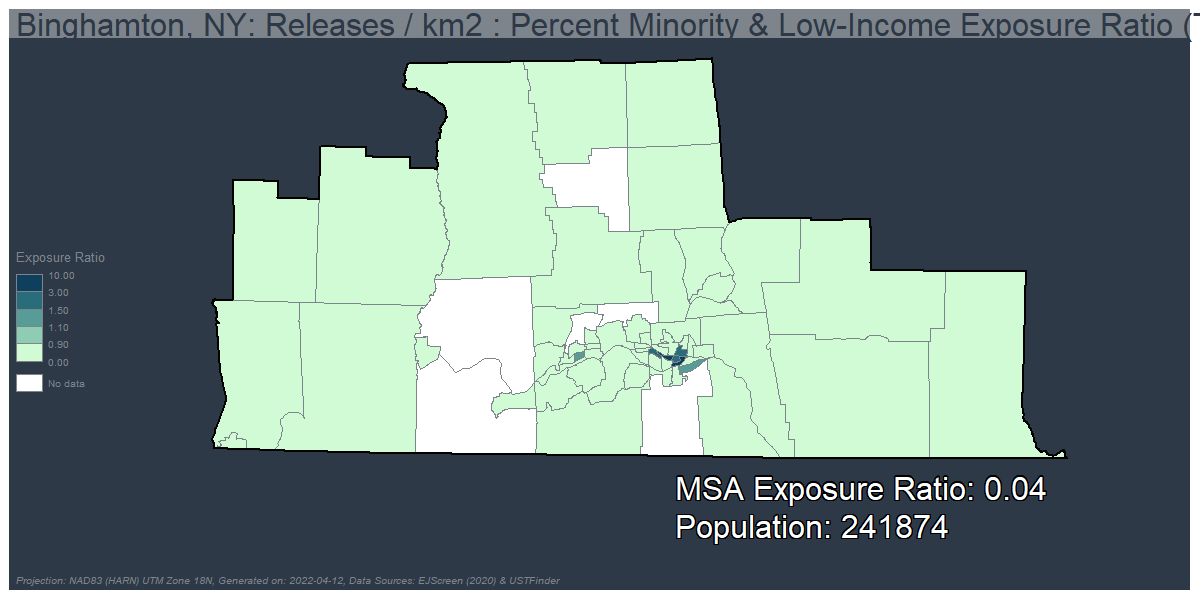 Binghamton, NY: Releases / km2 : Percent Minority & Low-Income Exposure Ratio (
Exposure Ratio
10.00
3.00
1.50
1.10
0.90
0.00
No data
MSA Exposure Ratio: 0.04
Population: 241874
Projection: NAD83 (HARN) UTM Zone 18N, Generated on: 2022-04-12, Data Sources: EJScreen (2020) & USTFinder